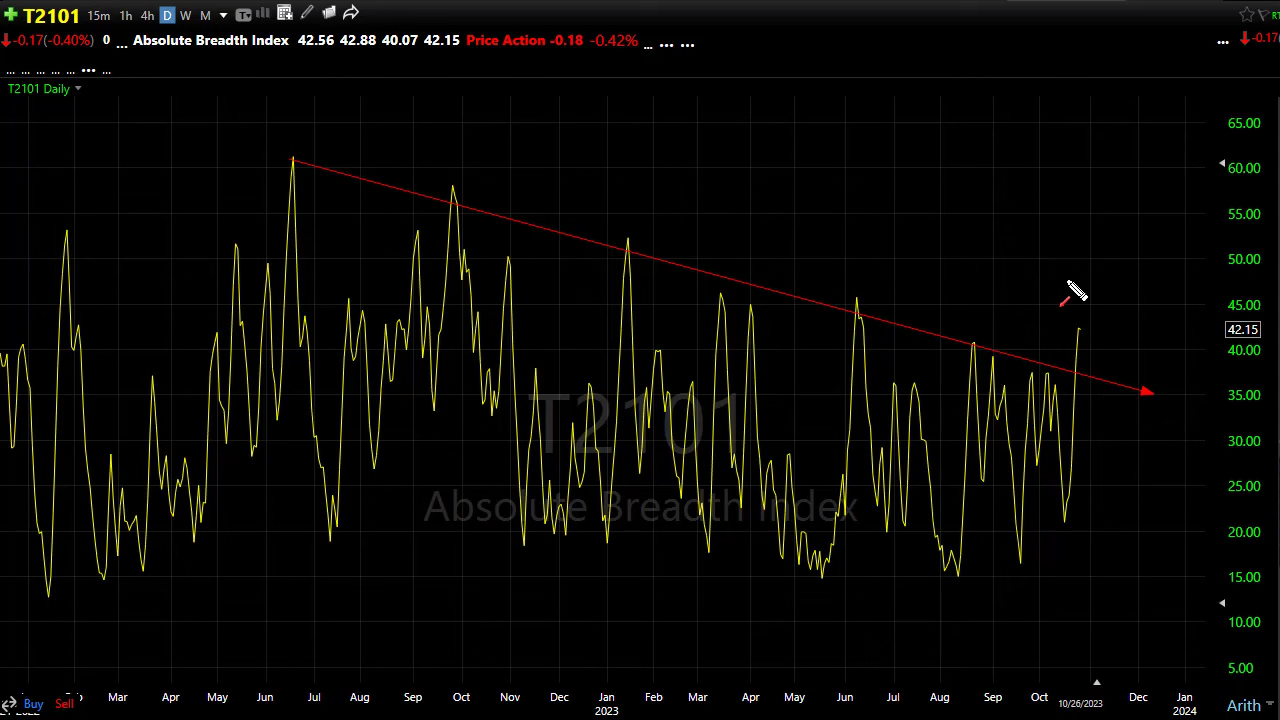 T2101 15m 1h 4h D W M T
-0.17(-0.40%) 0 ... Absolute Breadth Index 42.56 42.88 40.07 42.15 Price Action -0.18 -0.42% ... ... ... ... -0.17
... ... ... ... ... ... ...
T2101 Daily
65.00
60.00
55.00
50.00
45.00
42.15
40.00
35.00
30.00
25.00
20.00
15.00
10.00
5.00
T2101
Absolute Breadth Index
Mar Apr May Jun Jul Aug Sep Oct Nov Dec Jan Feb Mar Apr May Jun Jul Aug Sep Oct Dec Jan
Buy Sell 2023 10/26/2023 2024 Arith